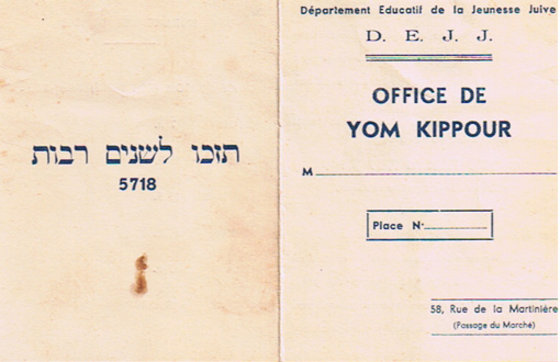 תזכו לשנים רבות
5718
Département Educatif de la Jeunesse Juive
D. E. J. J.
OFFICE DE
YOM KIPPOUR
M
Place N°
58, Rue de la Martinière
(Passage du Marché)